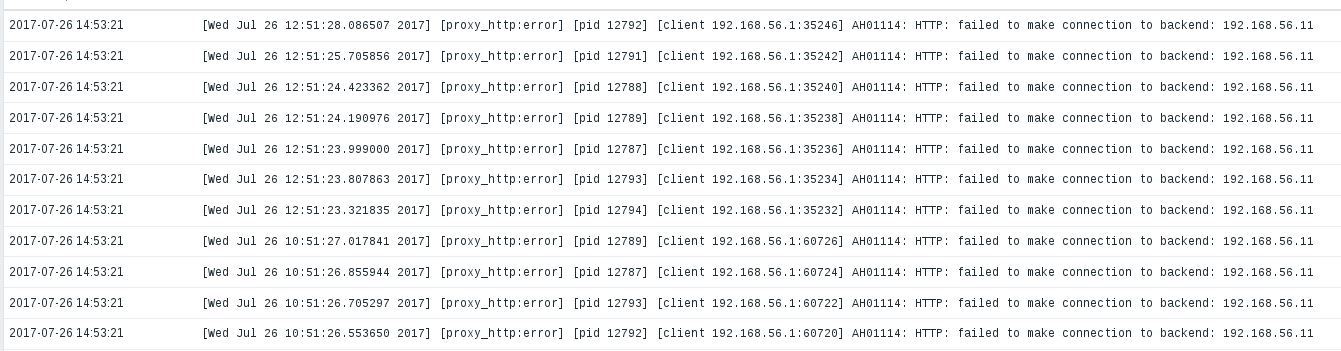 2017-07-26 14:53:21 [Wed Jul 26 12:51:28.086507 2017] [proxy_http:error] [pid 12792] [client 192.168.56.1:35246] AH01114: HTTP: failed to make connection to backend: 192.168.56.11
2017-07-26 14:53:21 [Wed Jul 26 12:51:25.705856 2017] [proxy_http:error] [pid 12791] [client 192.168.56.1:35242] AH01114: HTTP: failed to make connection to backend: 192.168.56.11
2017-07-26 14:53:21 [Wed Jul 26 12:51:24.423362 2017] [proxy_http:error] [pid 12788] [client 192.168.56.1:35240] AH01114: HTTP: failed to make connection to backend: 192.168.56.11
2017-07-26 14:53:21 [Wed Jul 26 12:51:24.190976 2017] [proxy_http:error] [pid 12789] [client 192.168.56.1:35238] AH01114: HTTP: failed to make connection to backend: 192.168.56.11
2017-07-26 14:53:21 [Wed Jul 26 12:51:23.999000 2017] [proxy_http:error] [pid 12787] [client 192.168.56.1:35236] AH01114: HTTP: failed to make connection to backend: 192.168.56.11
2017-07-26 14:53:21 [Wed Jul 26 12:51:23.807863 2017] [proxy_http:error] [pid 12793] [client 192.168.56.1:35234] AH01114: HTTP: failed to make connection to backend: 192.168.56.11
2017-07-26 14:53:21 [Wed Jul 26 12:51:23.321835 2017] [proxy_http:error] [pid 12794] [client 192.168.56.1:35232] AH01114: HTTP: failed to make connection to backend: 192.168.56.11
2017-07-26 14:53:21 [Wed Jul 26 10:51:27.017841 2017] [proxy_http:error] [pid 12789] [client 192.168.56.1:60726] AH01114: HTTP: failed to make connection to backend: 192.168.56.11
2017-07-26 14:53:21 [Wed Jul 26 10:51:26.855944 2017] [proxy_http:error] [pid 12787] [client 192.168.56.1:60724] AH01114: HTTP: failed to make connection to backend: 192.168.56.11
2017-07-26 14:53:21 [Wed Jul 26 10:51:26.705297 2017] [proxy_http:error] [pid 12793] [client 192.168.56.1:60722] AH01114: HTTP: failed to make connection to backend: 192.168.56.11
2017-07-26 14:53:21 [Wed Jul 26 10:51:26.553650 2017] [proxy_http:error] [pid 12792] [client 192.168.56.1:60720] AH01114: HTTP: failed to make connection to backend: 192.168.56.11